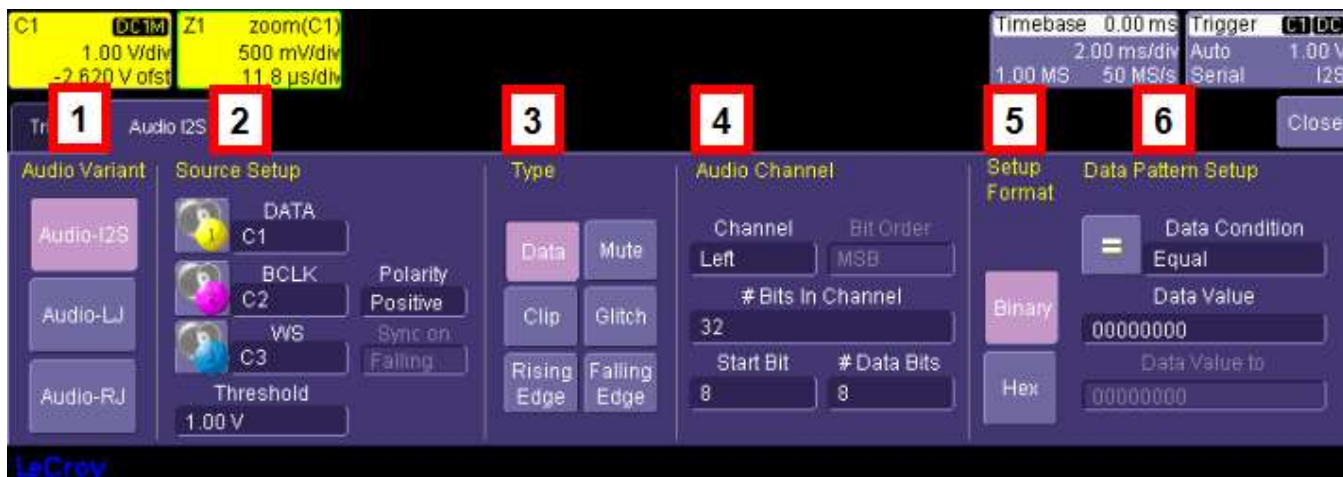 C1 DC1M Z1 zoom(C1) Timebase 0.00 ms Trigger C1 DC
1.00 V/div 500 mV/div 2.00 ms/div Auto 1.00 V
-2.620 V ofst 11.8 µs/div 1.00 MS 50 MS/s Serial I2S
1 2 3 4 5 6
Audio I2S Close
Audio Variant Source Setup Type Audio Channel Setup Format Data Pattern Setup
Audio-I2S
Audio-LJ
Audio-RJ
DATA
C1
BCLK Polarity
C2 Positive
WS Sync on
C3 Falling
Threshold
1.00 V
Data Mute
Clip Glitch
Rising Edge Falling Edge
Channel Bit Order
Left MSB
# Bits In Channel
32
Start Bit # Data Bits
8 8
Binary
Hex
= Data Condition
Equal
Data Value
00000000
Data Value to
00000000
LeCroy